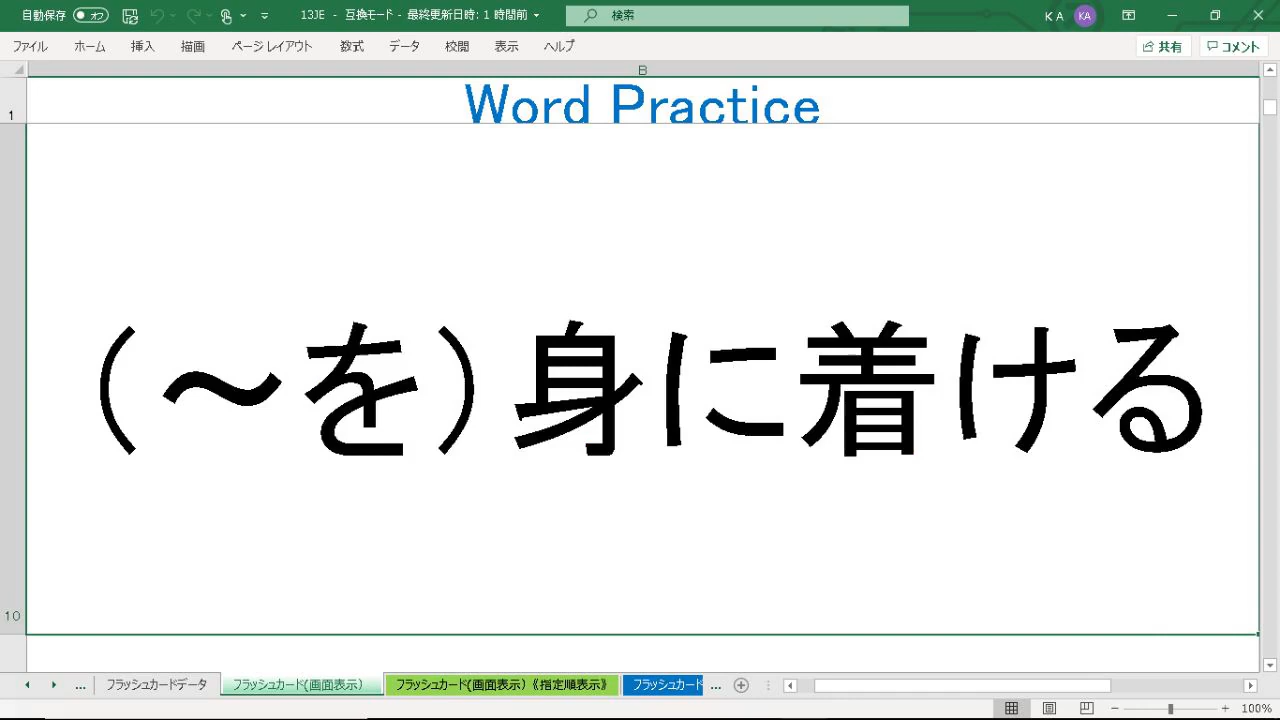 自動保存 オフ 13JE - 互換モード - 最終更新日時: 1 時間前 検索 K A KA
ファイル ホーム 挿入 描画 ページ レイアウト 数式 データ 校閲 表示 ヘルプ 共有 コメント
B
1 Word Practice
（～を）身に着ける
10
... フラッシュカードデータ フラッシュカード(画面表示) フラッシュカード(画面表示)《指定順表示》 フラッシュカード ...
100%